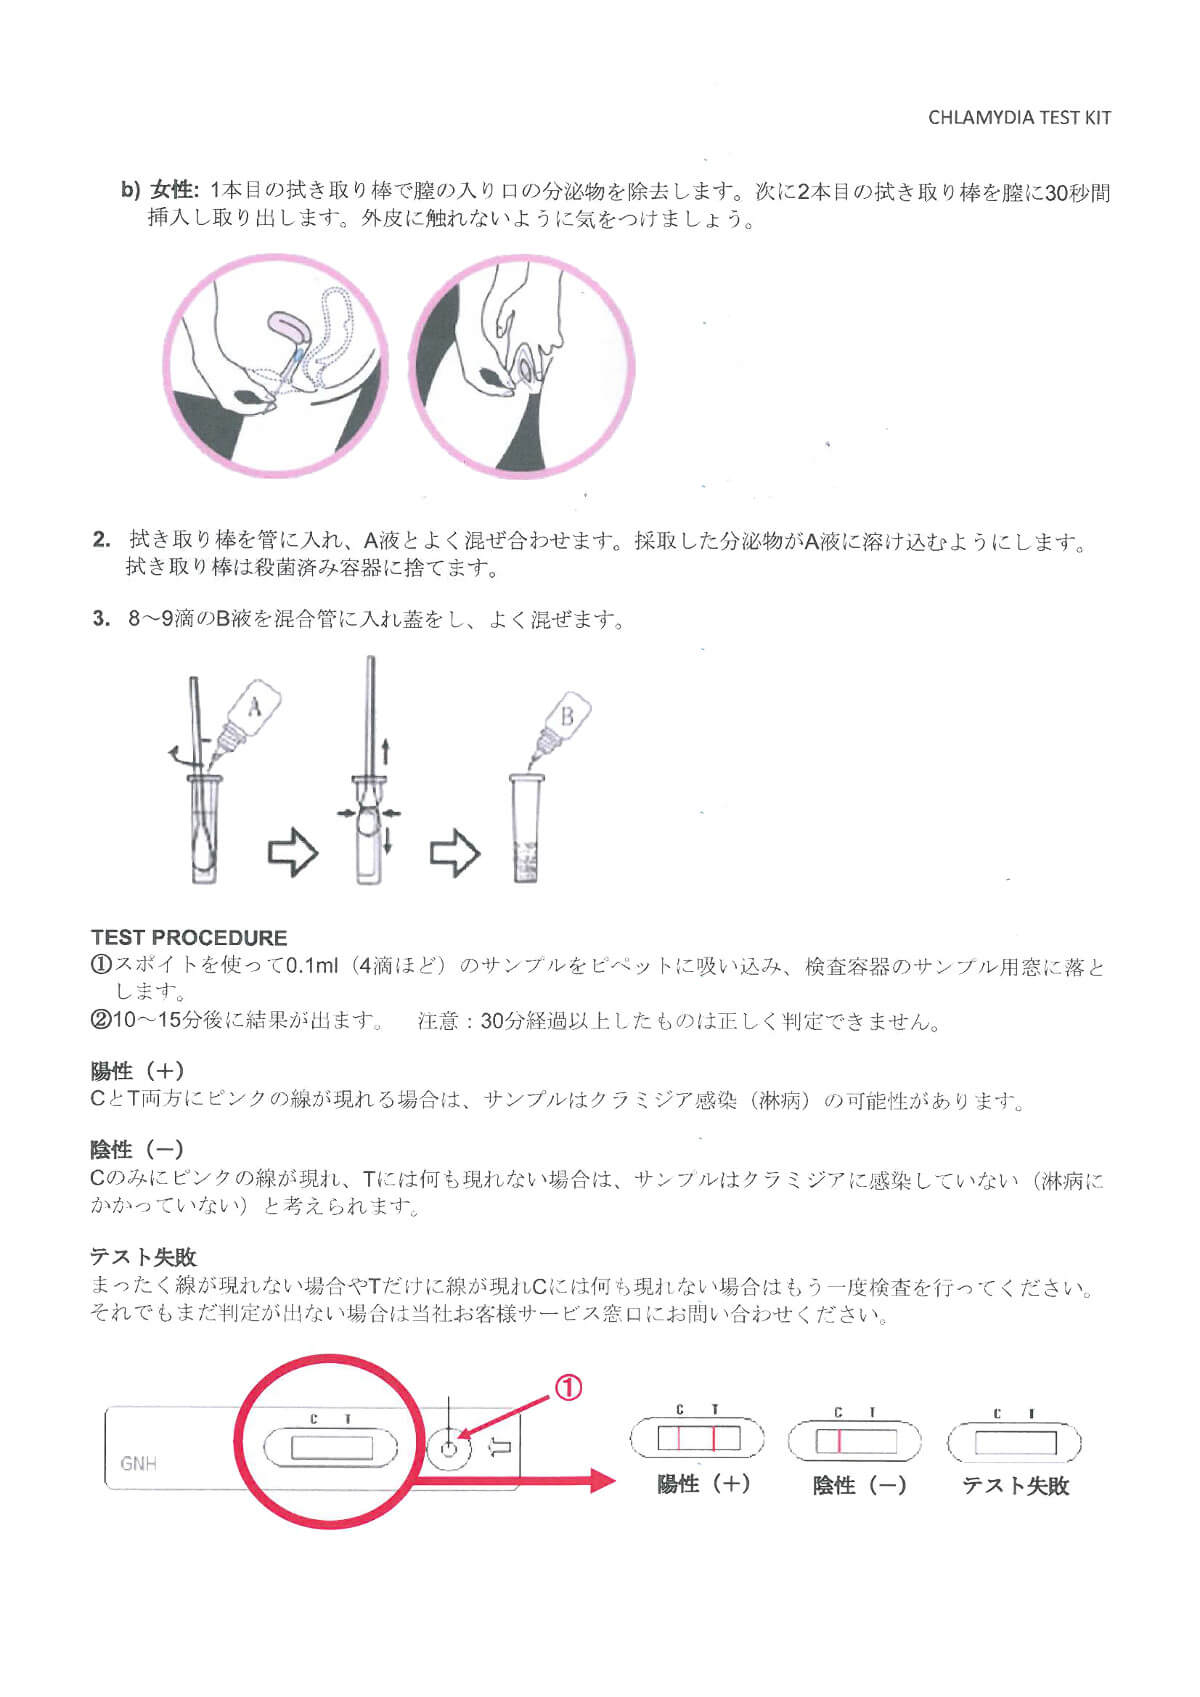 CHLAMYDIA TEST KIT
b) 女性: 1本目の拭き取り棒で膣の入り口の分泌物を除去します。次に2本目の拭き取り棒を膣に30秒間
挿入し取り出します。外皮に触れないように気をつけましょう。
2. 拭き取り棒を管に入れ、A液とよく混ぜ合わせます。採取した分泌物がA液に溶け込むようにします。
拭き取り棒は殺菌済み容器に捨てます。
3. 8～9滴のB液を混合管に入れ蓋をし、よく混ぜます。
A
B
TEST PROCEDURE
①スポイトを使って0.1ml（4滴ほど）のサンプルをピペットに吸い込み、検査容器のサンプル用窓に落と
します。
②10～15分後に結果が出ます。　注意：30分経過以上したものは正しく判定できません。
陽性（＋）
CとT両方にピンクの線が現れる場合は、サンプルはクラミジア感染（淋病）の可能性があります。
陰性（－）
Cのみにピンクの線が現れ、Tには何も現れない場合は、サンプルはクラミジアに感染していない（淋病に
かかっていない）と考えられます。
テスト失敗
まったく線が現れない場合やTだけに線が現れCには何も現れない場合はもう一度検査を行ってください。
それでもまだ判定が出ない場合は当社お客様サービス窓口にお問い合わせください。
①
C T
GNH
C T
C T
C T
陽性（＋）
陰性（－）
テスト失敗